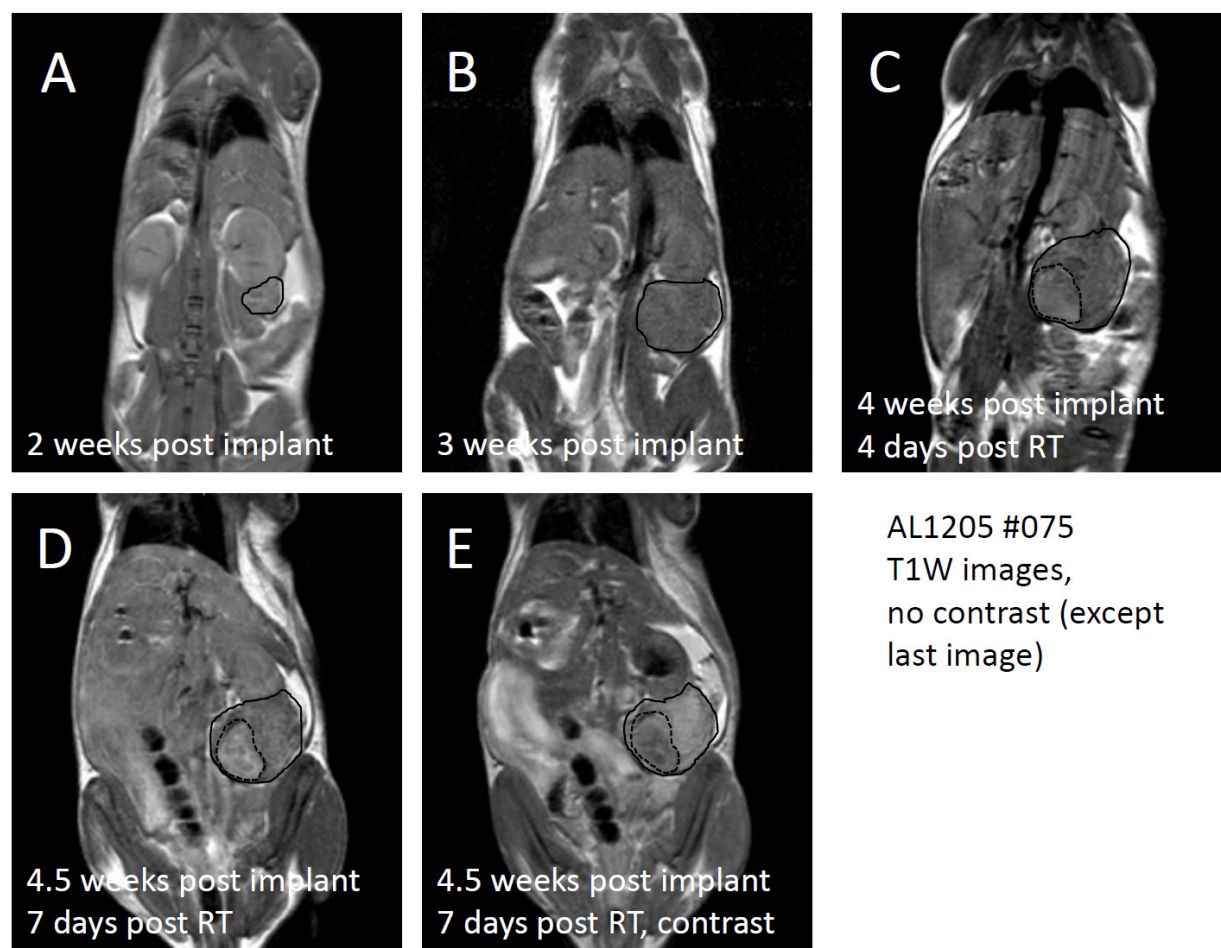 A
2 weeks post implant
B
3 weeks post implant
C
4 weeks post implant
4 days post RT
D
4.5 weeks post implant
7 days post RT
E
4.5 weeks post implant
7 days post RT, contrast
AL1205 #075
T1W images,
no contrast (except
last image)